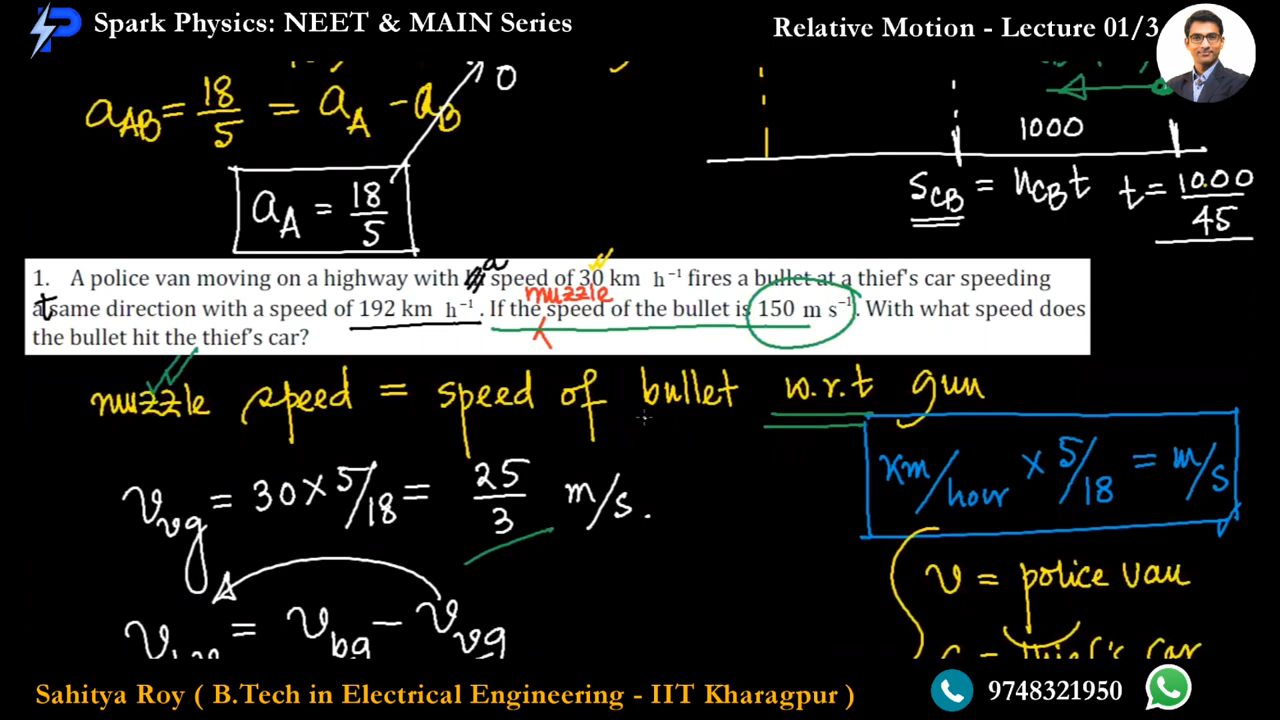 Spark Physics: NEET & MAIN Series
Relative Motion - Lecture 01/3
a_AB = 18/5 = a_A - a_B
0
a_A = 18/5
1000
S_CB = u_CB t t = 1000/45
1. A police van moving on a highway with a speed of 30 km h⁻¹ fires a bullet at a thief's car speeding
muzzle
same direction with a speed of 192 km h⁻¹. If the speed of the bullet is 150 m s⁻¹. With what speed does
the bullet hit the thief's car?
muzzle speed = speed of bullet w.r.t gun
km/hour × 5/18 = m/s
v_vg = 30 × 5/18 = 25/3 m/s.
v = police van
= v_bg - v_vg
thief's car
Sahitya Roy ( B.Tech in Electrical Engineering - IIT Kharagpur )
9748321950